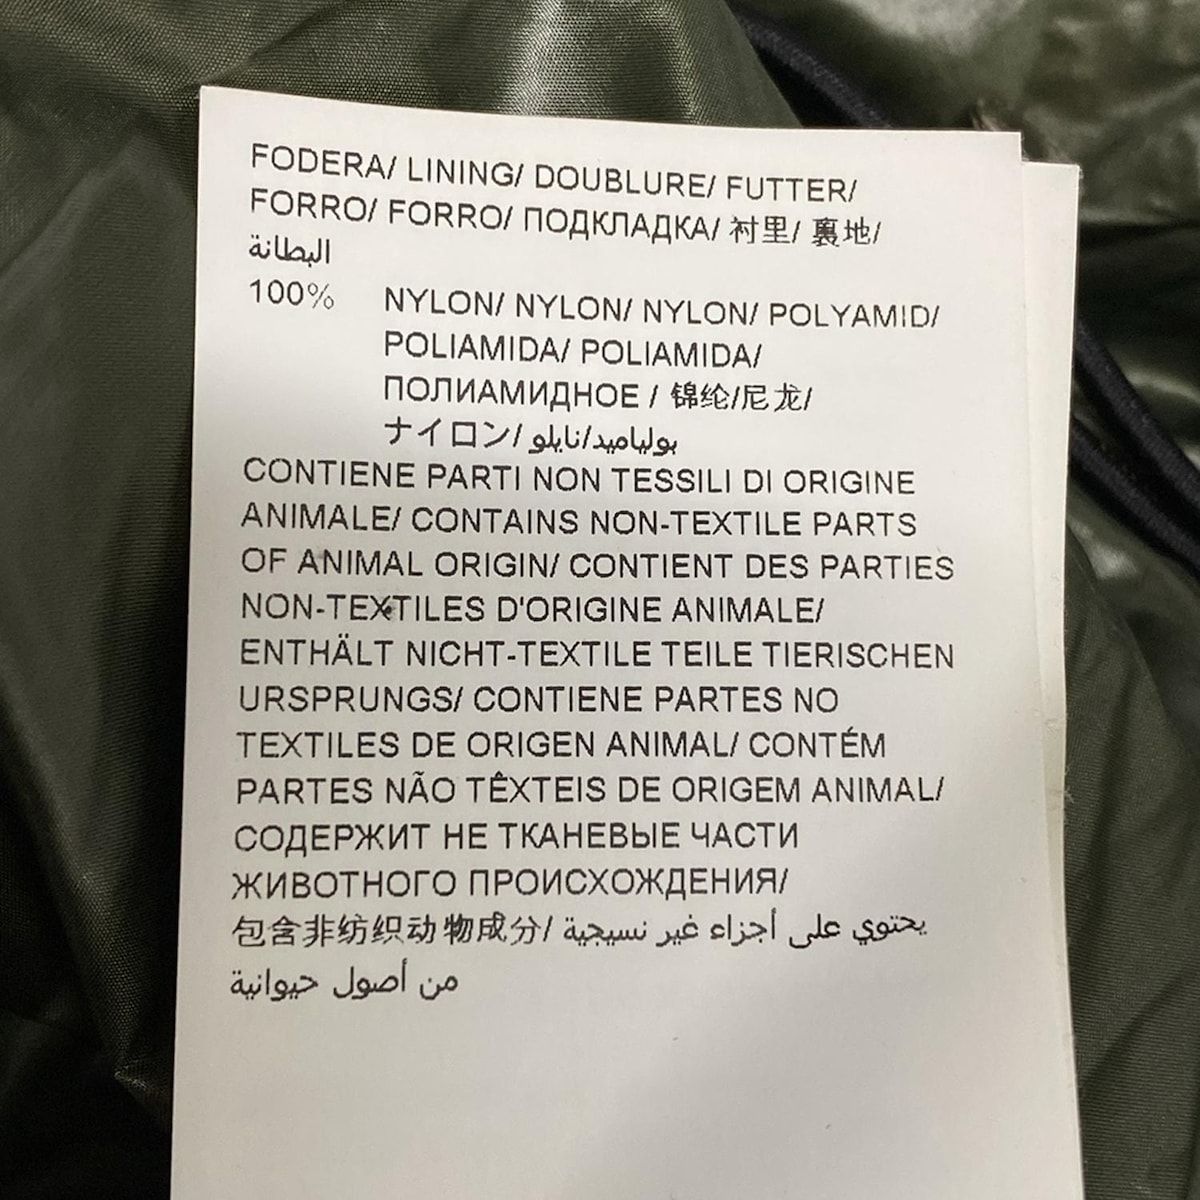 FODERA/ LINING/ DOUBLURE/ FUTTER/
FORRO/ FORRO/ ПОДКЛАДКА/ 衬里/ 裏地/
البطانة
100% NYLON/ NYLON/ NYLON/ POLYAMID/
POLIAMIDA/ POLIAMIDA/
ПОЛИАМИДНОЕ / 锦纶/尼龙/
ナイロン/ بولياميد/نايلو
CONTIENE PARTI NON TESSILI DI ORIGINE
ANIMALE/ CONTAINS NON-TEXTILE PARTS
OF ANIMAL ORIGIN/ CONTIENT DES PARTIES
NON-TEXTILES D'ORIGINE ANIMALE/
ENTHÄLT NICHT-TEXTILE TEILE TIERISCHEN
URSPRUNGS/ CONTIENE PARTES NO
TEXTILES DE ORIGEN ANIMAL/ CONTÉM
PARTES NÃO TÊXTEIS DE ORIGEM ANIMAL/
СОДЕРЖИТ НЕ ТКАНЕВЫЕ ЧАСТИ
ЖИВОТНОГО ПРОИСХОЖДЕНИЯ/
包含非纺织动物成分/ يحتوي على أجزاء غير نسيجية
من أصول حيوانية